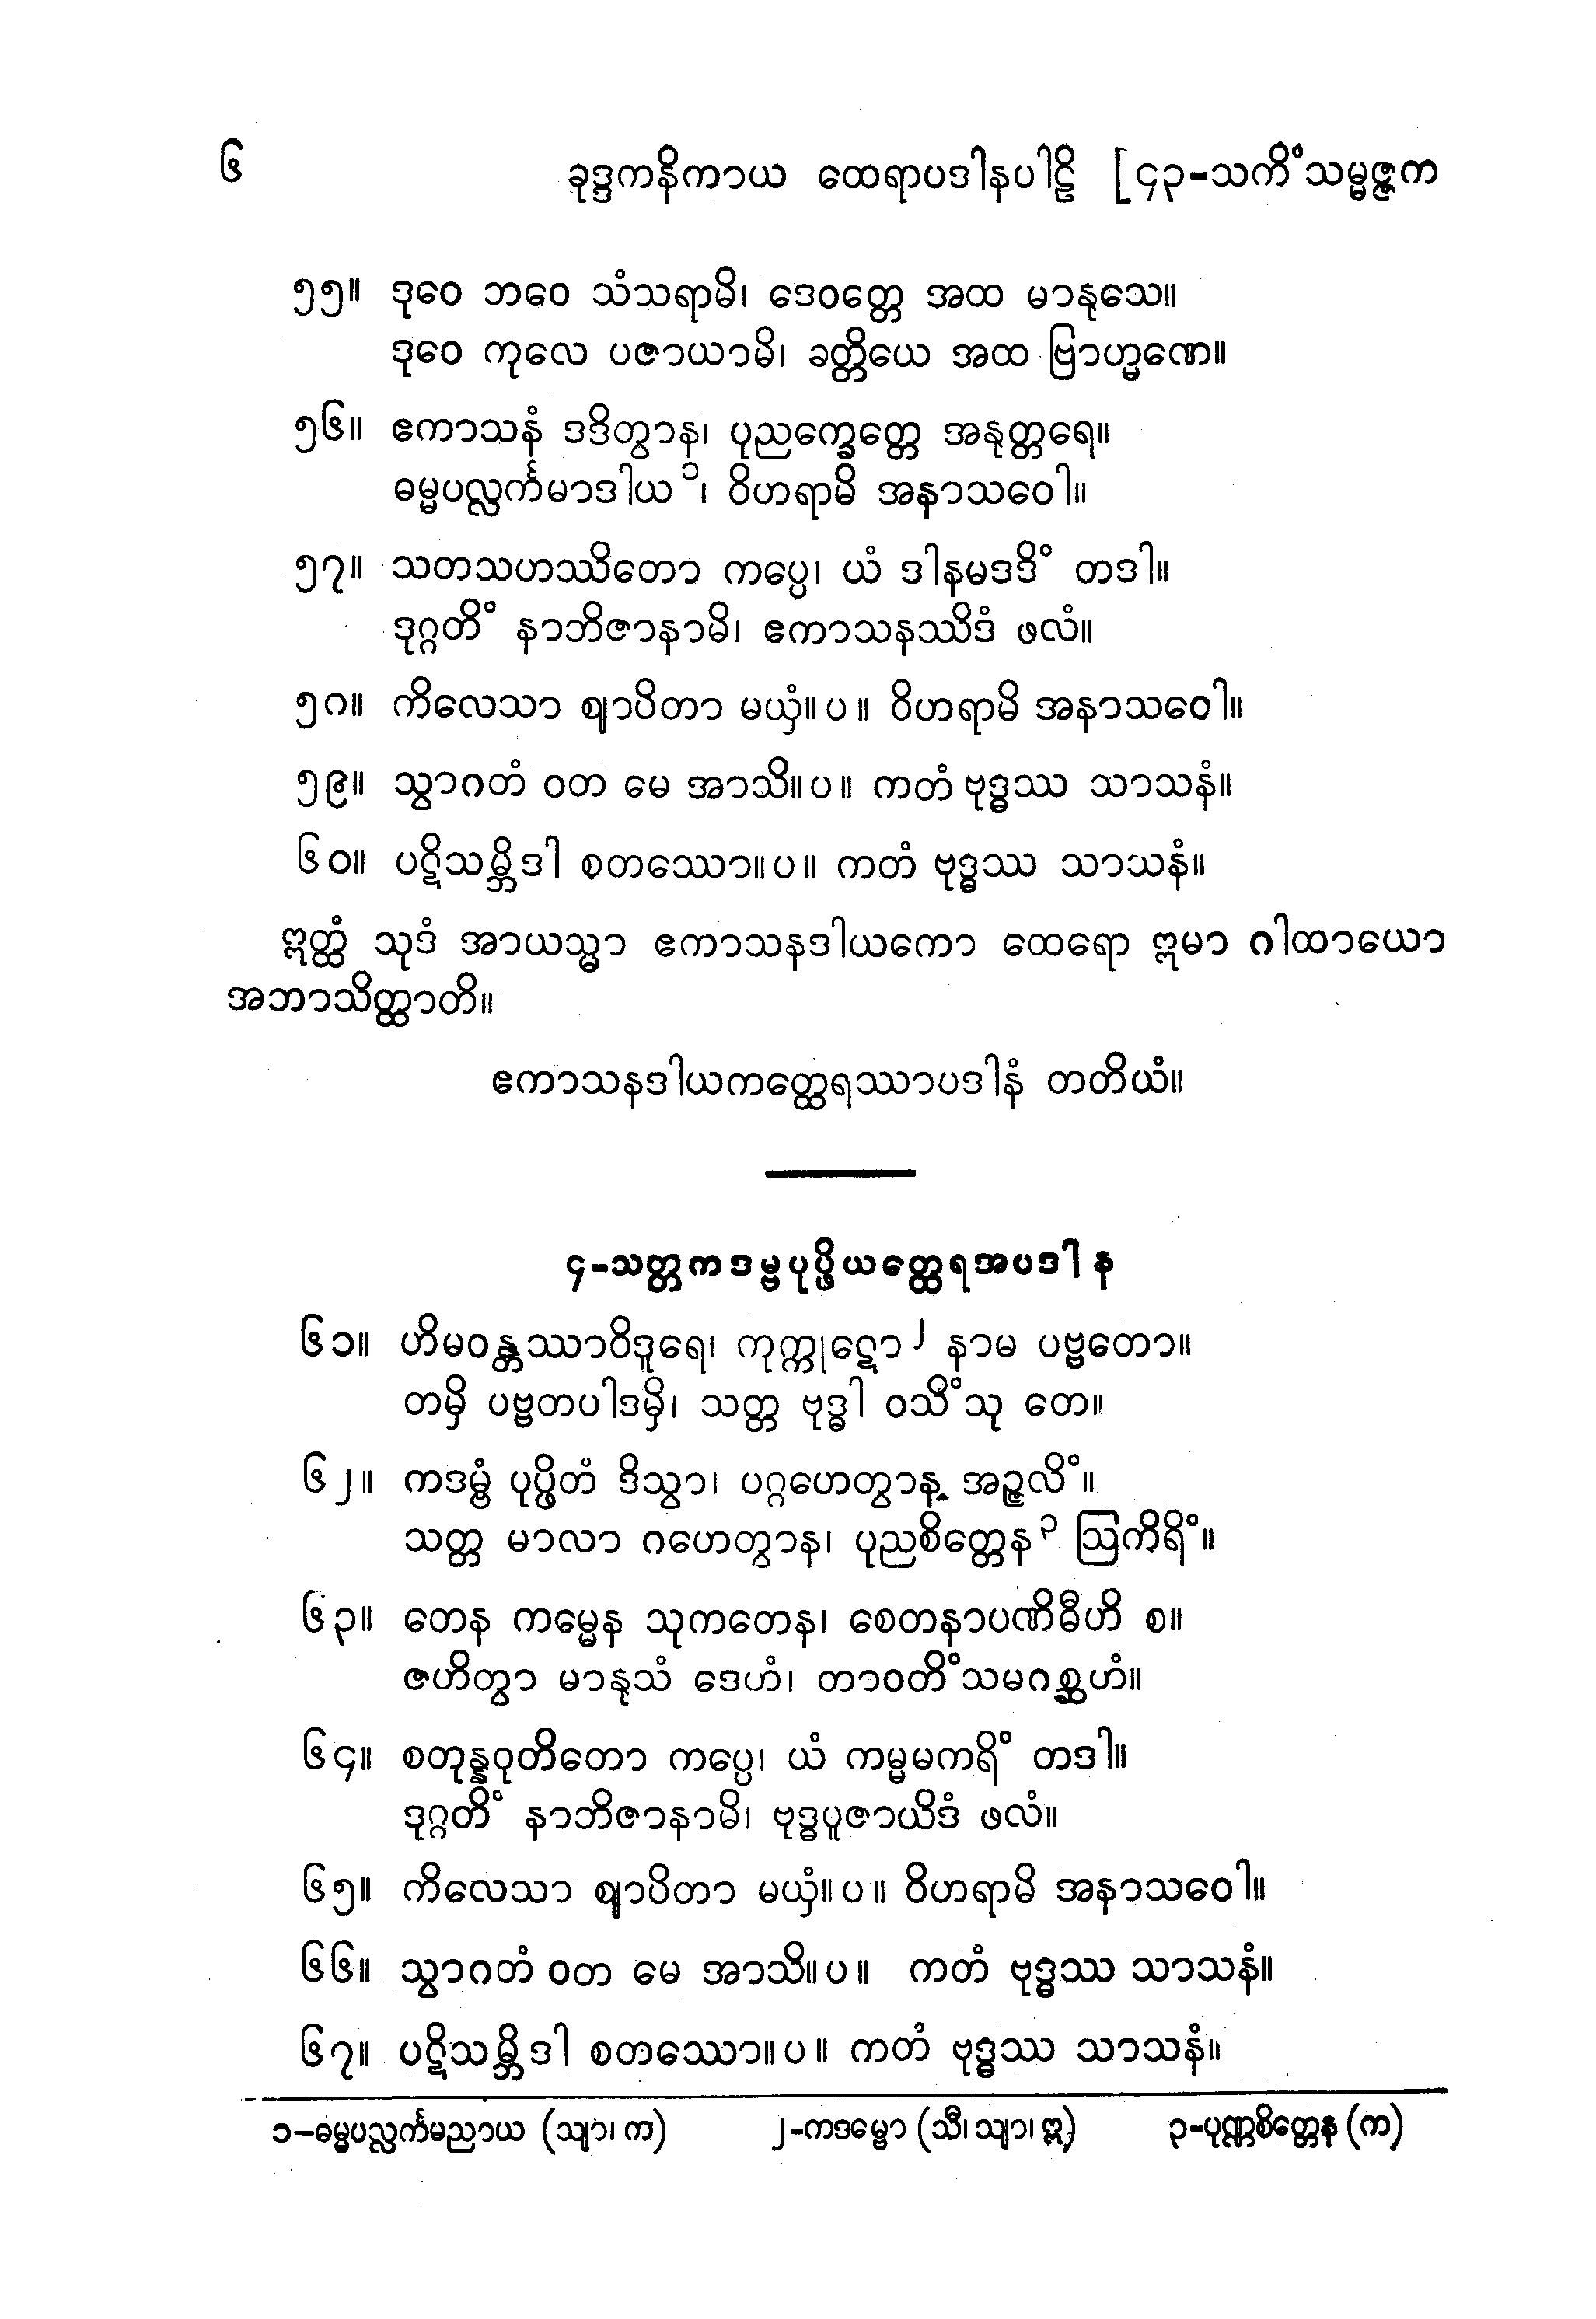 ၆ ခုဒ္ဒကနိကာယ ထေရာပဒါနပါဠိ [၄၃-သကိံသမ္မဇ္ဇက
၅၅။ ဒုဝေ ဘဝေ သံသရာမိ၊ ဒေဝတ္တေ အထ မာနုသေ။
ဒုဝေ ကုလေ ပဇာယာမိ၊ ခတ္တိယေ အထ ဗြာဟ္မဏေ။
၅၆။ ဧကာသနံ ဒဒိတွာန၊ ပုညက္ခေတ္တေ အနုတ္တရေ။
ဓမ္မပလ္လင်္ကမာဒါယ၁၊ ဝိဟရာမိ အနာသဝေါ။
၅၇။ သတသဟဿိတော ကပ္ပေ၊ ယံ ဒါနမဒဒိံ တဒါ။
ဒုဂ္ဂတိံ နာဘိဇာနာမိ၊ ဧကာသနဿိဒံ ဖလံ။
၅၈။ ကိလေသာ ဈာပိတာ မယှံ။ပ။ ဝိဟရာမိ အနာသဝေါ။
၅၉။ သွာဂတံ ဝတ မေ အာသိ။ပ။ ကတံ ဗုဒ္ဓဿ သာသနံ။
၆၀။ ပဋိသမ္ဘိဒါ စတဿော။ပ။ ကတံ ဗုဒ္ဓဿ သာသနံ။
ဣတ္ထံ သုဒံ အာယသ္မာ ဧကာသနဒါယကော ထေရော ဣမာ ဂါထာယော
အဘာသိတ္ထာတိ။
ဧကာသနဒါယကတ္ထေရဿာပဒါနံ တတိယံ။
၄-သတ္တကဒမ္ဗပုပ္ဖိယတ္ထေရအပဒါန
၆၁။ ဟိမဝန္တဿာဝိဒူရေ၊ ကုက္ကုဋော၂ နာမ ပဗ္ဗတော။
တမှိ ပဗ္ဗတပါဒမှိ၊ သတ္တ ဗုဒ္ဓါ ဝသိံသု တေ။
၆၂။ ကဒမ္ဗံ ပုပ္ဖိတံ ဒိသွာ၊ ပဂ္ဂဟေတွာန အဉ္ဇလိံ။
သတ္တ မာလာ ဂဟေတွာန၊ ပုညစိတ္တေန၃ ဩကိရိံ။
၆၃။ တေန ကမ္မေန သုကတေန၊ စေတနာပဏိဓီဟိ စ။
ဇဟိတွာ မာနုသံ ဒေဟံ၊ တာဝတိံသမဂစ္ဆဟံ။
၆၄။ စတုန္နဝုတိတော ကပ္ပေ၊ ယံ ကမ္မမကရိံ တဒါ။
ဒုဂ္ဂတိံ နာဘိဇာနာမိ၊ ဗုဒ္ဓပူဇာယိဒံ ဖလံ။
၆၅။ ကိလေသာ ဈာပိတာ မယှံ။ပ။ ဝိဟရာမိ အနာသဝေါ။
၆၆။ သွာဂတံ ဝတ မေ အာသိ။ပ။ ကတံ ဗုဒ္ဓဿ သာသနံ။
၆၇။ ပဋိသမ္ဘိဒါ စတဿော။ပ။ ကတံ ဗုဒ္ဓဿ သာသနံ။
၁-ဓမ္မပလ္လင်္ကမညာယ (သျာ၊ က) ၂-ကဒမ္ဗော (သီ၊ သျာ၊ ဣ) ၃-ပုဏ္ဏစိတ္တေန (က)